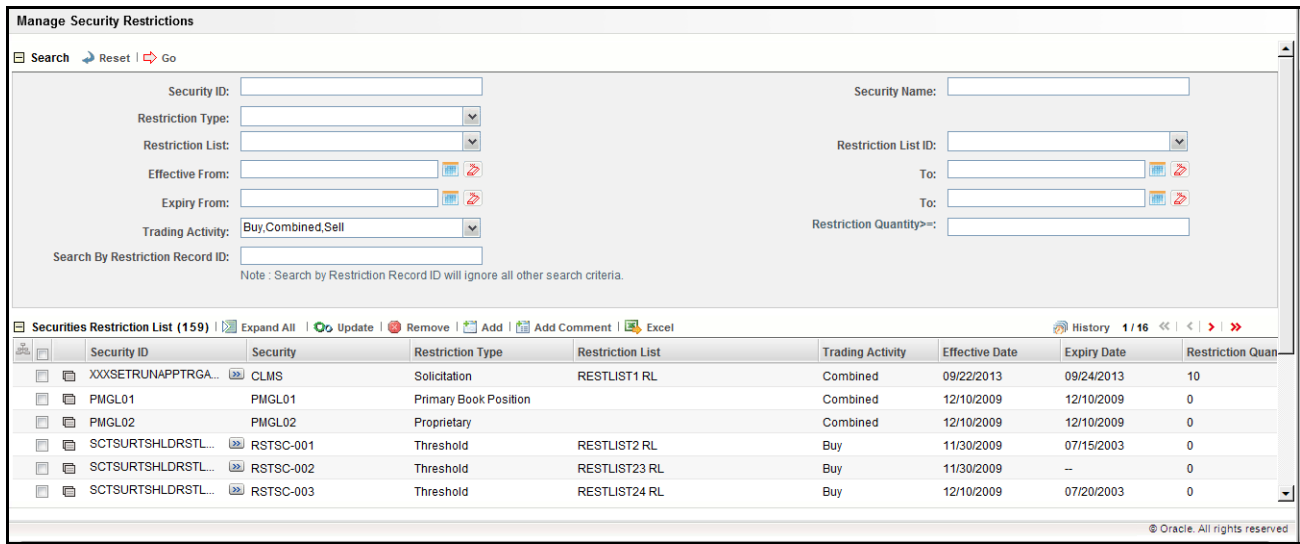 Manage Security Restrictions
Search Reset | Go
Security ID: Security Name:
Restriction Type:
Restriction List: Restriction List ID:
Effective From: To:
Expiry From: To:
Trading Activity: Buy,Combined,Sell Restriction Quantity>=:
Search By Restriction Record ID:
Note : Search by Restriction Record ID will ignore all other search criteria.
Securities Restriction List (159) | Expand All | Update | Remove | Add | Add Comment | Excel History 1 / 16
Security ID Security Restriction Type Restriction List Trading Activity Effective Date Expiry Date Restriction Quan
XXXSETRUNAPPTRGA... CLMS Solicitation RESTLIST1 RL Combined 09/22/2013 09/24/2013 10
PMGL01 PMGL01 Primary Book Position Combined 12/10/2009 12/10/2009 0
PMGL02 PMGL02 Proprietary Combined 12/10/2009 12/10/2009 0
SCTSURTSHLDRSTL... RSTSC-001 Threshold RESTLIST2 RL Buy 11/30/2009 07/15/2003 0
SCTSURTSHLDRSTL... RSTSC-002 Threshold RESTLIST23 RL Buy 11/30/2009 -- 0
SCTSURTSHLDRSTL... RSTSC-003 Threshold RESTLIST24 RL Buy 12/10/2009 07/20/2003 0
© Oracle. All rights reserved